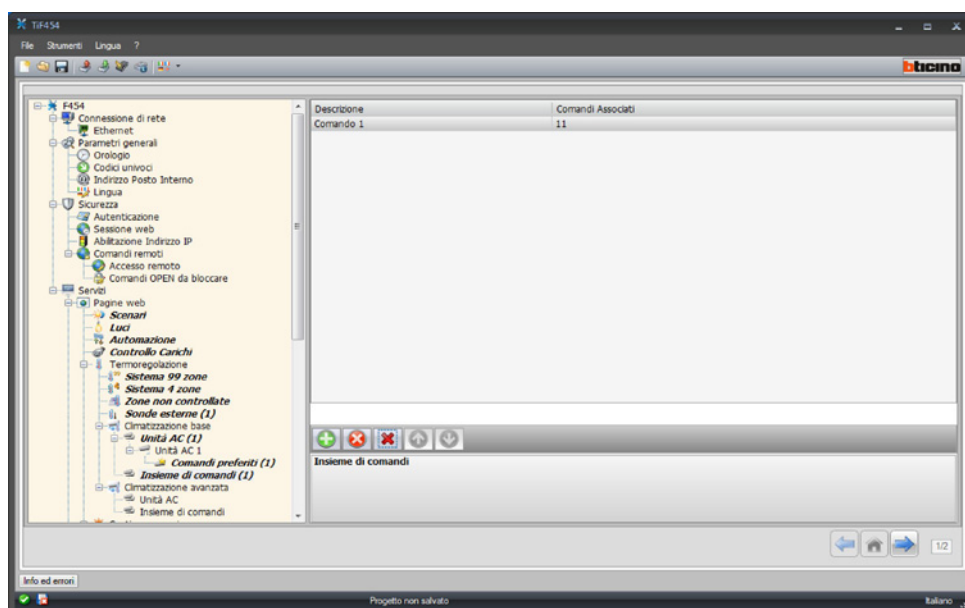 TiF454
File Strumenti Lingua ?
bticino
F454
Connessione di rete
Ethernet
Parametri generali
Orologio
Codici univoci
Indirizzo Posto Interno
Lingua
Sicurezza
Autenticazione
Sessione web
Abilitazione Indirizzo IP
Comandi remoti
Accesso remoto
Comandi OPEN da bloccare
Servizi
Pagine web
Scenari
Luci
Automazione
Controllo Carichi
Termoregolazione
Sistema 99 zone
Sistema 4 zone
Zone non controllate
Sonde esterne (1)
Climatizzazione base
Unità AC (1)
Unità AC 1
Comandi preferiti (1)
Insieme di comandi (1)
Climatizzazione avanzata
Unità AC
Insieme di comandi
Descrizione Comandi Associati
Comando 1 11
Insieme di comandi
1/2
Info ed errori
Progetto non salvato
Italiano